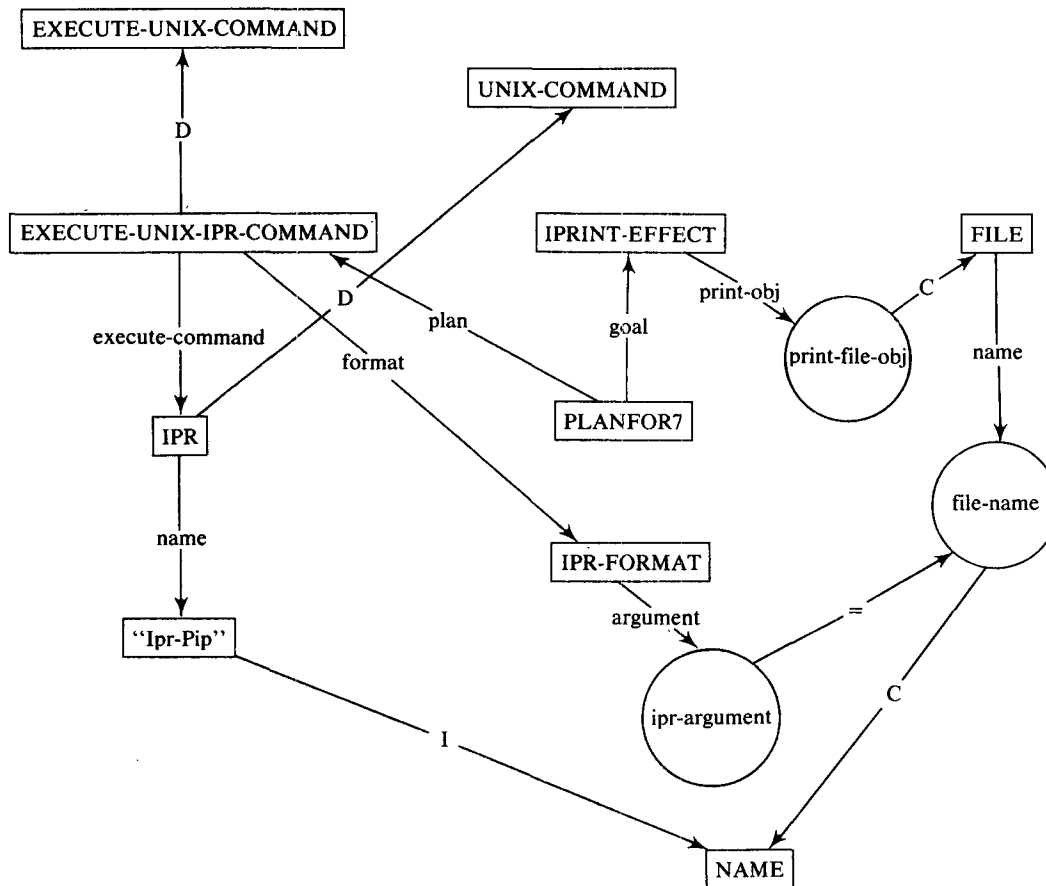 EXECUTE-UNIX-COMMAND
UNIX-COMMAND
D
EXECUTE-UNIX-IPR-COMMAND
IPRINT-EFFECT
FILE
print-obj
C
D
plan
goal
execute-command
format
print-file-obj
name
IPR
PLANFOR7
file-name
name
IPR-FORMAT
argument
=
"Ipr-Pip"
C
ipr-argument
I
NAME